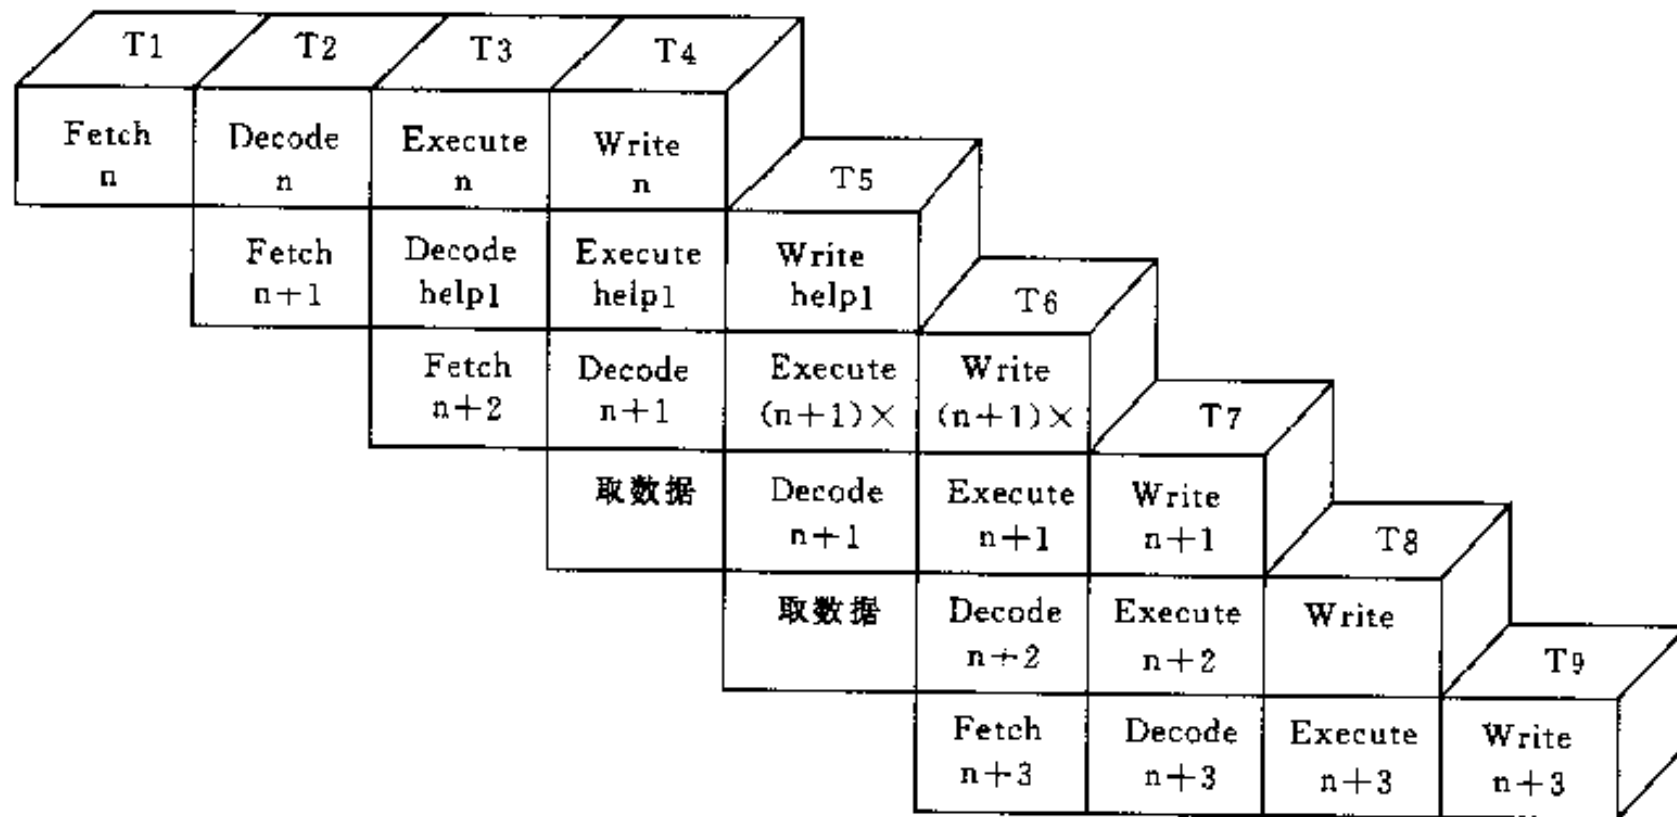 T1 T2 T3 T4
Fetch Decode Execute Write
n n n n
T5
Fetch Decode Execute Write
n+1 help1 help1 help1
T6
Fetch Decode Execute Write
n+2 n+1 (n+1)× (n+1)×
T7
取数据 Decode Execute Write
n+1 n+1 n+1
T8
取数据 Decode Execute Write
n+2 n+2
T9
Fetch Decode Execute Write
n+3 n+3 n+3 n+3